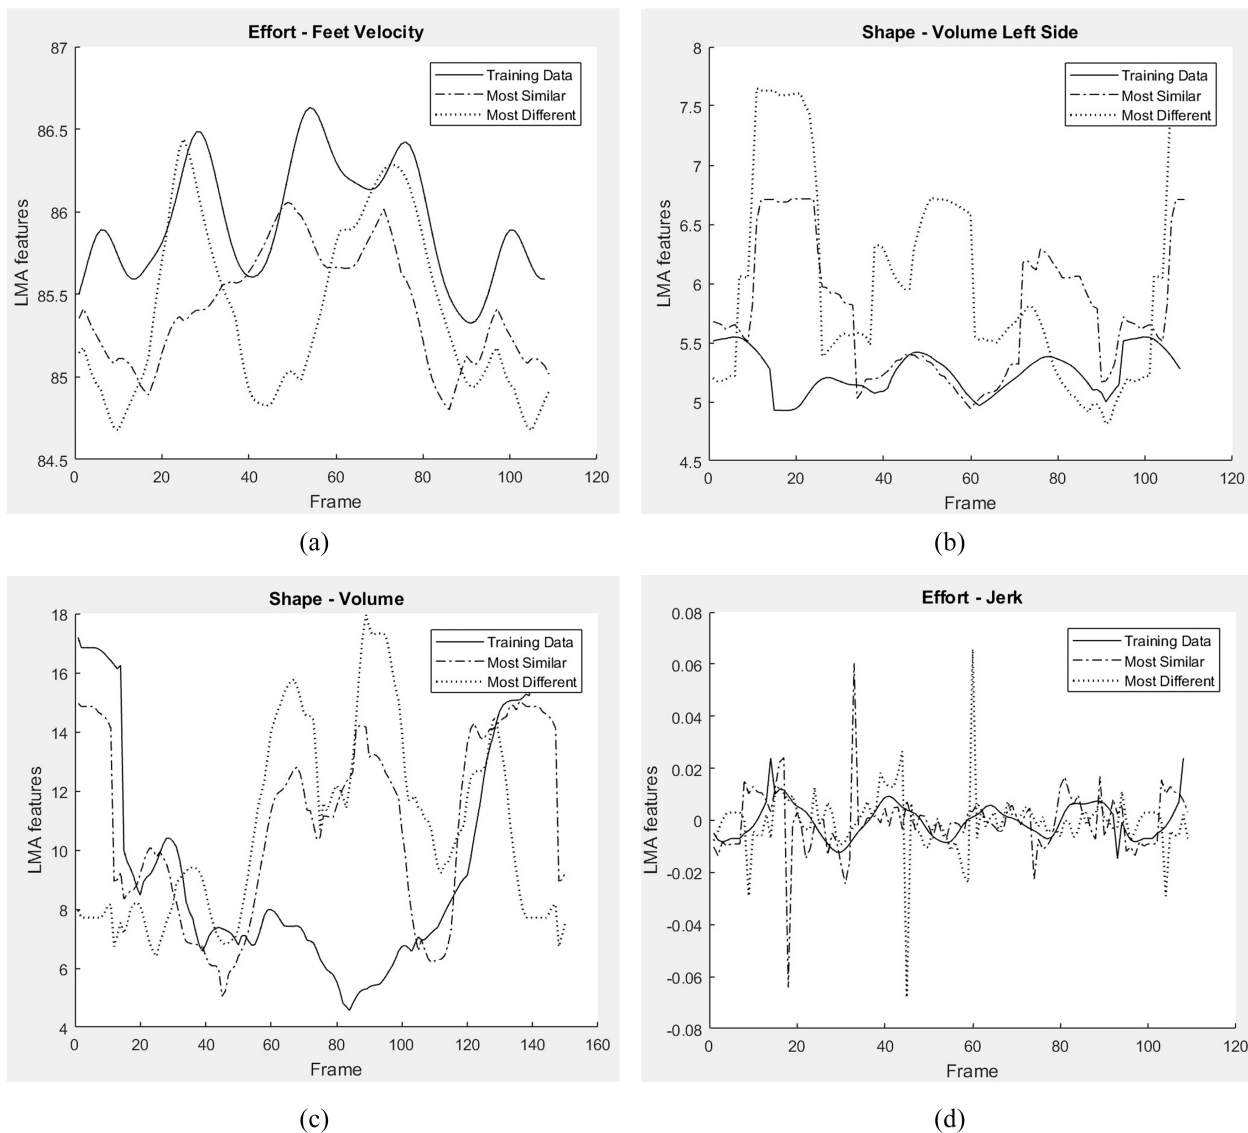 Effort - Feet Velocity
87
86.5
86
85.5
85
84.5
LMA features
0 20 40 60 80 100 120
Frame
Training Data
Most Similar
Most Different
(a)
Shape - Volume Left Side
8
7.5
7
6.5
6
5.5
5
4.5
LMA features
0 20 40 60 80 100 120
Frame
Training Data
Most Similar
Most Different
(b)
Shape - Volume
18
16
14
12
10
8
6
4
LMA features
0 20 40 60 80 100 120 140 160
Frame
Training Data
Most Similar
Most Different
(c)
Effort - Jerk
0.08
0.06
0.04
0.02
0
-0.02
-0.04
-0.06
-0.08
LMA features
0 20 40 60 80 100 120
Frame
Training Data
Most Similar
Most Different
(d)